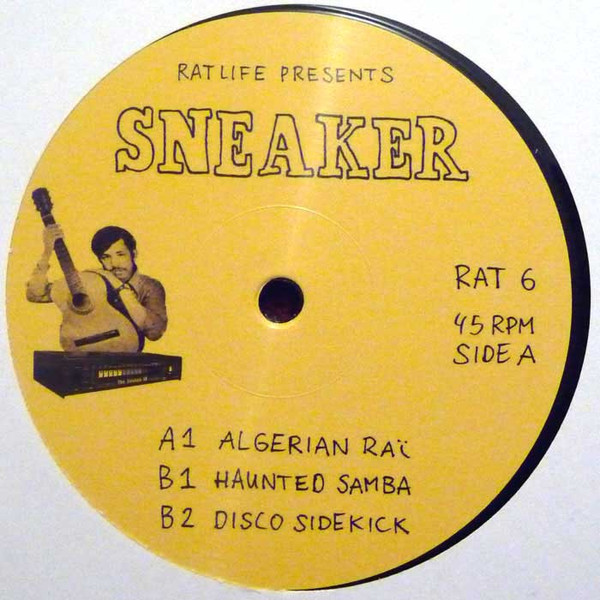 RATLIFE PRESENTS
SNEAKER
RAT 6
45 RPM
SIDE A
A1 ALGERIAN RAÏ
B1 HAUNTED SAMBA
B2 DISCO SIDEKICK